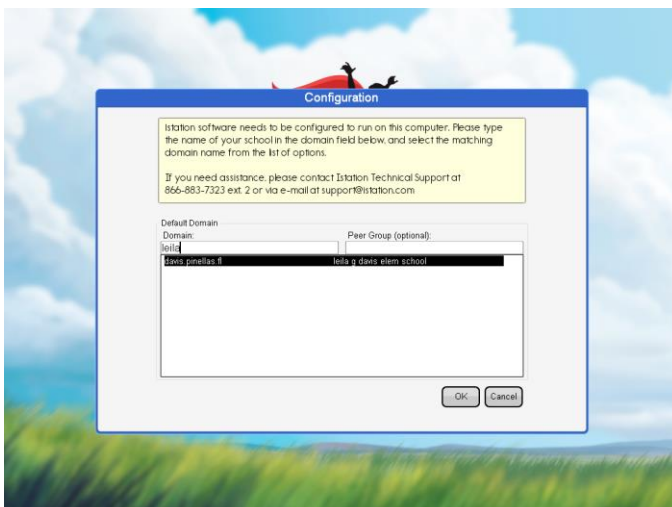 Configuration
Istation software needs to be configured to run on this computer. Please type
the name of your school in the domain field below, and select the matching
domain name from the list of options.
If you need assistance, please contact Istation Technical Support at
866-883-7323 ext. 2 or via e-mail at support@istation.com
Default Domain
Domain: Peer Group (optional):
leila
davis.pinellas.fl leila g davis elem school
OK Cancel